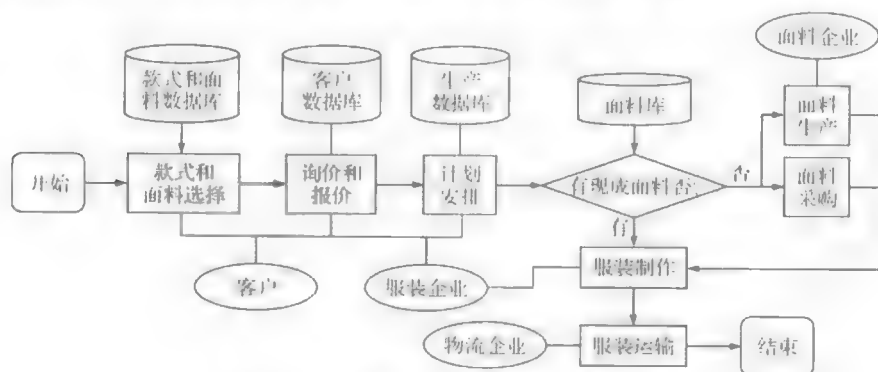 面料企业
款式和面
料数据库
客户
数据库
生产
数据库
面料库
面料
生产
开始
款式和
面料选择
询价和
报价
计划
安排
有现成面料否
否
面料
采购
有
客户
服装企业
服装制作
物流企业
服装运输
结束